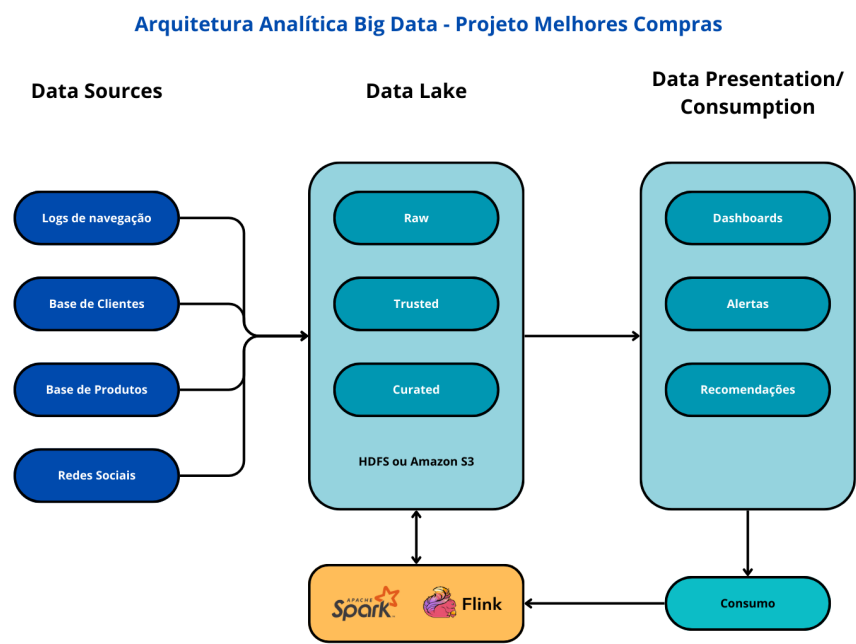 Arquitetura Analítica Big Data - Projeto Melhores Compras
Data Sources
Data Lake
Data Presentation/
Consumption
Logs de navegação
Base de Clientes
Base de Produtos
Redes Sociais
Raw
Trusted
Curated
HDFS ou Amazon S3
Dashboards
Alertas
Recomendações
APACHE
Spark
Flink
Consumo